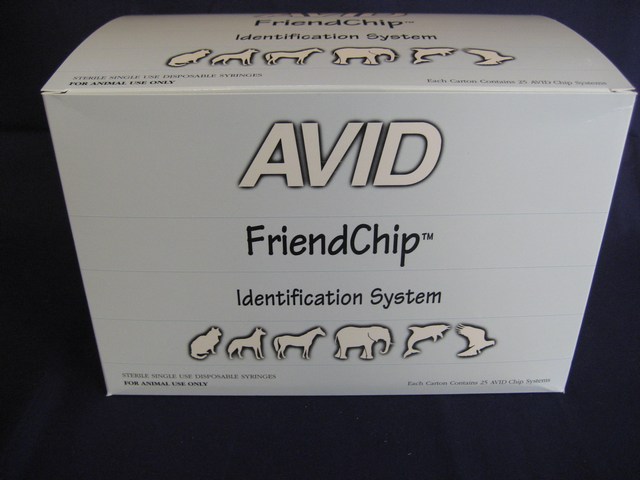 AVID
FriendChip™
Identification System
STERILE SINGLE USE DISPOSABLE SYRINGES
FOR ANIMAL USE ONLY
Each Carton Contains 25 AVID Chip Systems
AVID
FriendChip™
Identification System
STERILE SINGLE USE DISPOSABLE SYRINGES
FOR ANIMAL USE ONLY
Each Carton Contains 25 AVID Chip Systems